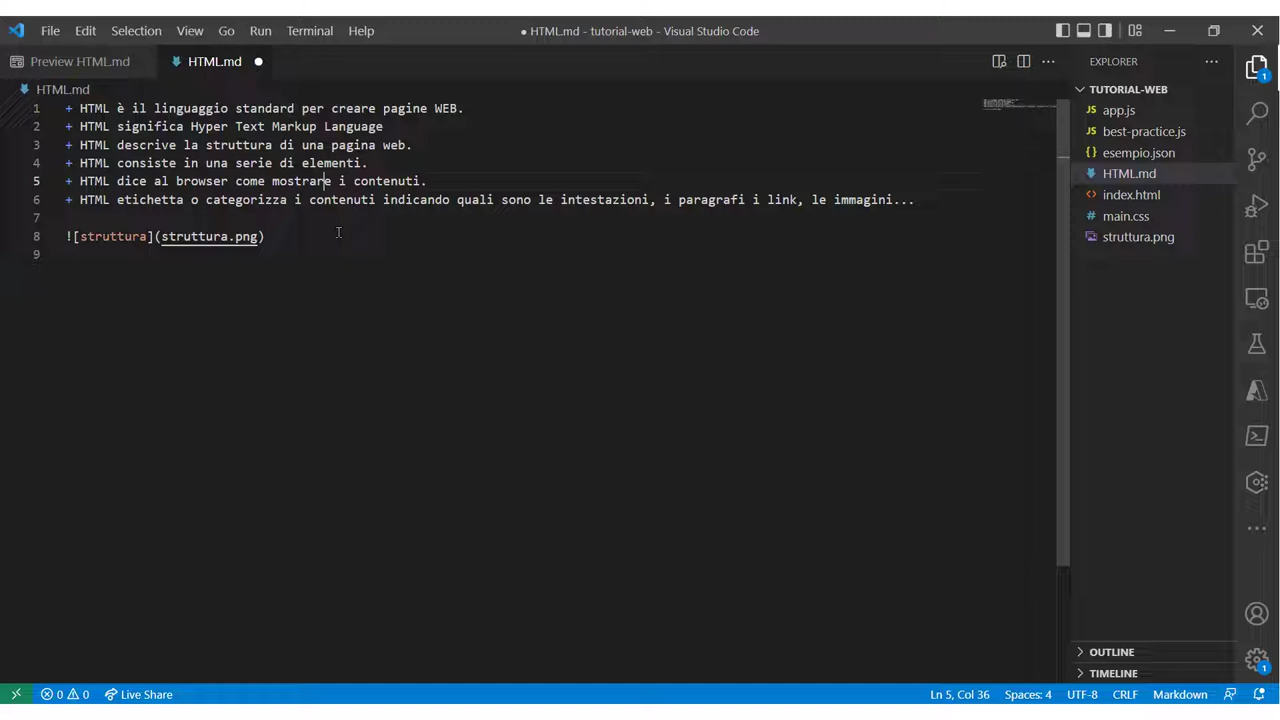 File Edit Selection View Go Run Terminal Help
● HTML.md - tutorial-web - Visual Studio Code
Preview HTML.md
HTML.md ●
EXPLORER
HTML.md
TUTORIAL-WEB
1 + HTML è il linguaggio standard per creare pagine WEB.
2 + HTML significa Hyper Text Markup Language
3 + HTML descrive la struttura di una pagina web.
4 + HTML consiste in una serie di elementi.
5 + HTML dice al browser come mostrare i contenuti.
6 + HTML etichetta o categorizza i contenuti indicando quali sono le intestazioni, i paragrafi i link, le immagini...
7
8 ![struttura](struttura.png)
9
JS app.js
JS best-practice.js
{} esempio.json
HTML.md
<> index.html
# main.css
struttura.png
1
OUTLINE
TIMELINE
1
0 0 Live Share
Ln 5, Col 36 Spaces: 4 UTF-8 CRLF Markdown